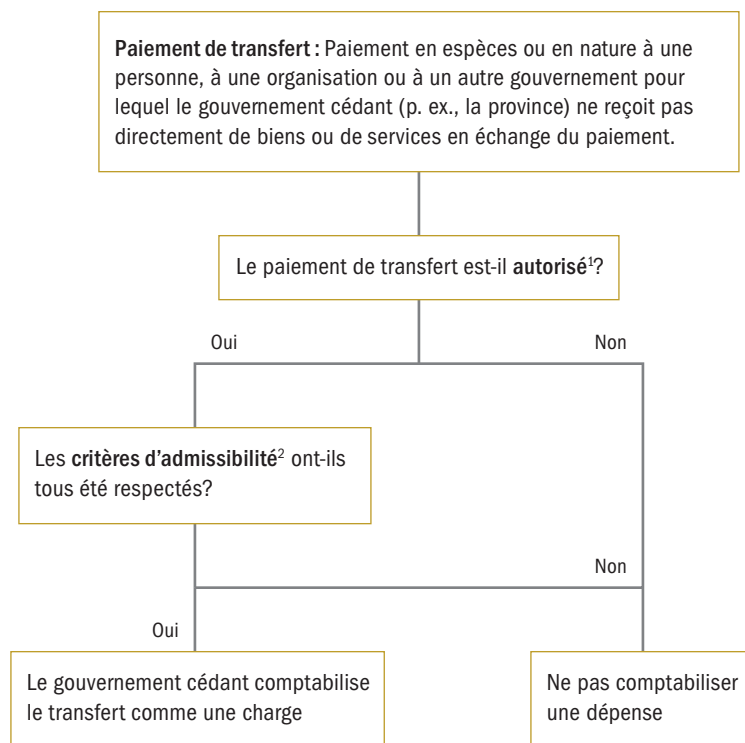 Paiement de transfert : Paiement en espèces ou en nature à une
personne, à une organisation ou à un autre gouvernement pour
lequel le gouvernement cédant (p. ex., la province) ne reçoit pas
directement de biens ou de services en échange du paiement.
Le paiement de transfert est-il autorisé¹?
Oui
Non
Les critères d'admissibilité² ont-ils
tous été respectés?
Non
Oui
Le gouvernement cédant comptabilise
le transfert comme une charge
Ne pas comptabiliser
une dépense